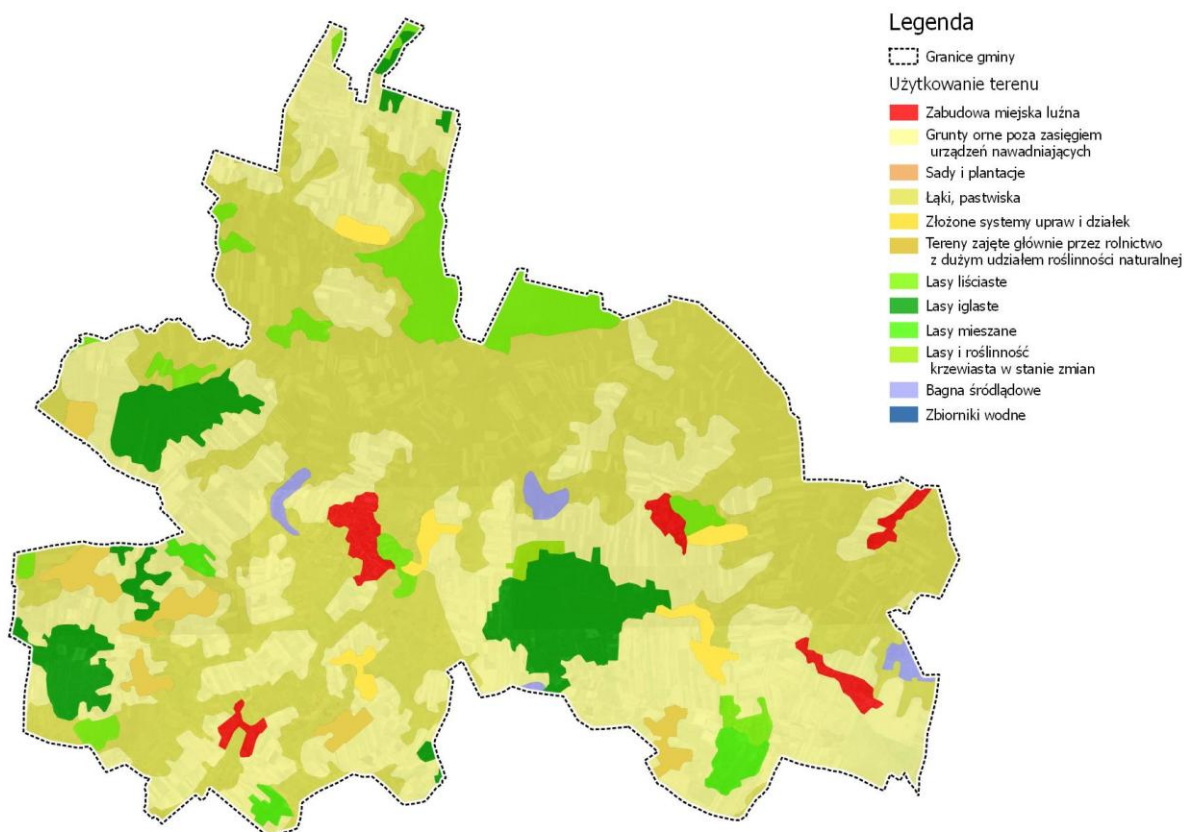 Legenda
Granice gminy
Użytkowanie terenu
Zabudowa miejska luźna
Grunty orne poza zasięgiem
urządzeń nawadniających
Sady i plantacje
Łąki, pastwiska
Złożone systemy upraw i działek
Tereny zajęte głównie przez rolnictwo
z dużym udziałem roślinności naturalnej
Lasy liściaste
Lasy iglaste
Lasy mieszane
Lasy i roślinność
krzewiasta w stanie zmian
Bagna śródlądowe
Zbiorniki wodne